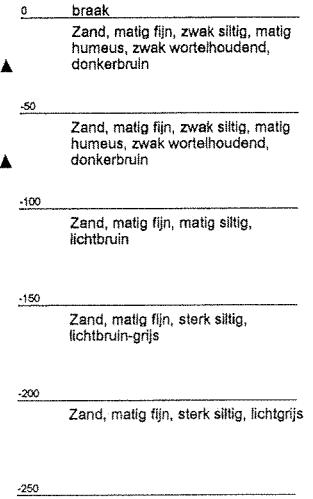 0 braak
Zand, matig fijn, zwak siltig, matig
humeus, zwak wortelhoudend,
donkerbruin
-50
Zand, matig fijn, zwak siltig, matig
humeus, zwak wortelhoudend,
donkerbruin
-100
Zand, matig fijn, matig siltig,
lichtbruin
-150
Zand, matig fijn, sterk siltig,
lichtbruin-grijs
-200
Zand, matig fijn, sterk siltig, lichtgrijs
-250